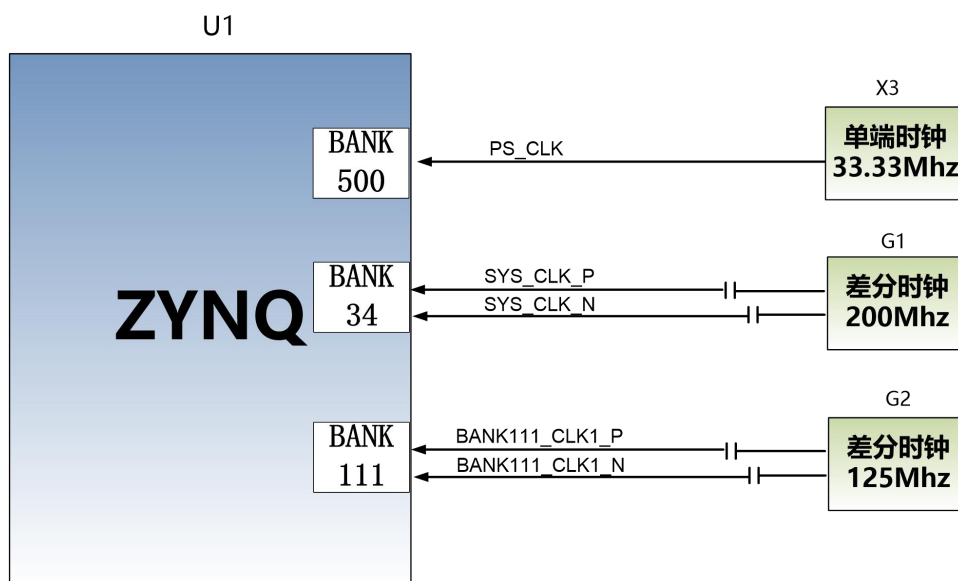 U1
ZYNQ
BANK
500
PS_CLK
X3
单端时钟
33.33Mhz
BANK
34
SYS_CLK_P
SYS_CLK_N
G1
差分时钟
200Mhz
BANK
111
BANK111_CLK1_P
BANK111_CLK1_N
G2
差分时钟
125Mhz